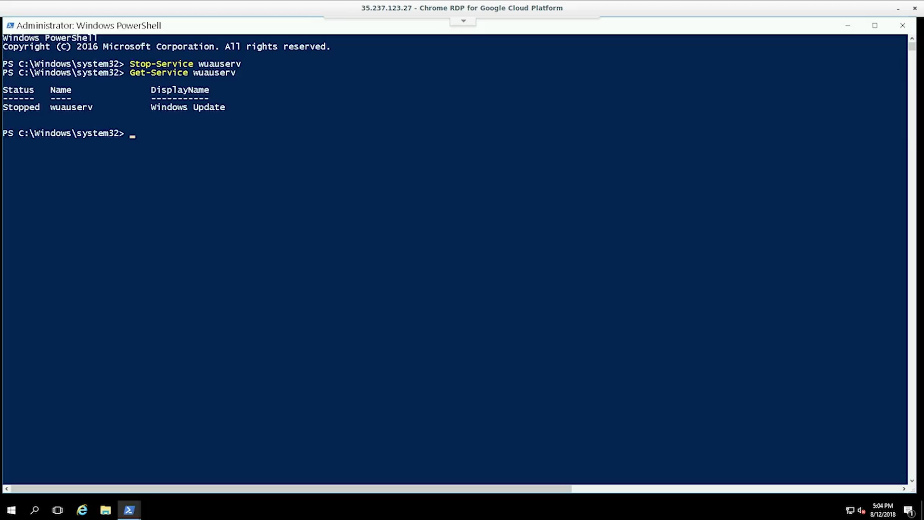 35.237.123.27 - Chrome RDP for Google Cloud Platform
Administrator: Windows PowerShell
Windows PowerShell
Copyright (C) 2016 Microsoft Corporation. All rights reserved.
PS C:\Windows\system32> Stop-Service wuauserv
PS C:\Windows\system32> Get-Service wuauserv
Status Name DisplayName
------ ---- -----------
Stopped wuauserv Windows Update
PS C:\Windows\system32> _
5:04 PM
8/12/2018
1